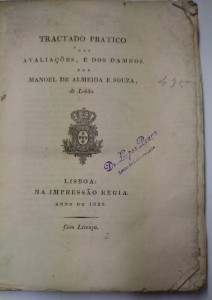 TRACTADO PRATICO
DAS
AVALIAÇÕES, E DOS DAMNOS.
POR
MANOEL DE ALMEIDA E SOUZA,
de Lobão.
LISBOA:
NA IMPRESSÃO REGIA.
ANNO DE
Com Licença.